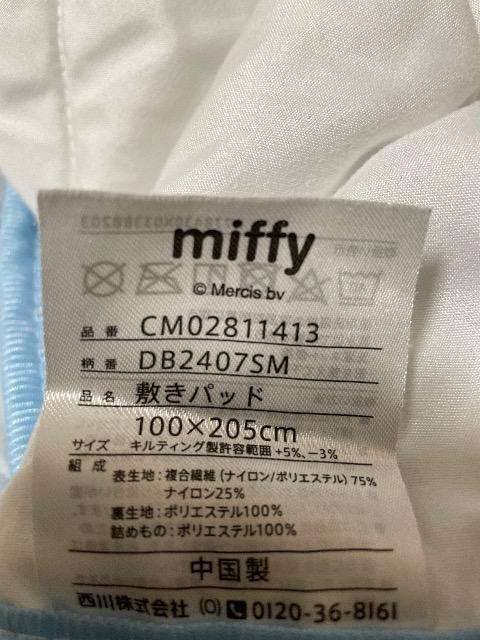 miffy
© Mercis bv
品番 CM02811413
柄番 DB2407SM
品名 敷きパッド
100×205cm
サイズ キルティング製許容範囲 +5%、-3%
組成
表生地：複合繊維（ナイロン/ポリエステル）75%
ナイロン25%
裏生地：ポリエステル100%
詰めもの：ポリエステル100%
中国製
西川株式会社 (O) 0120-36-8161